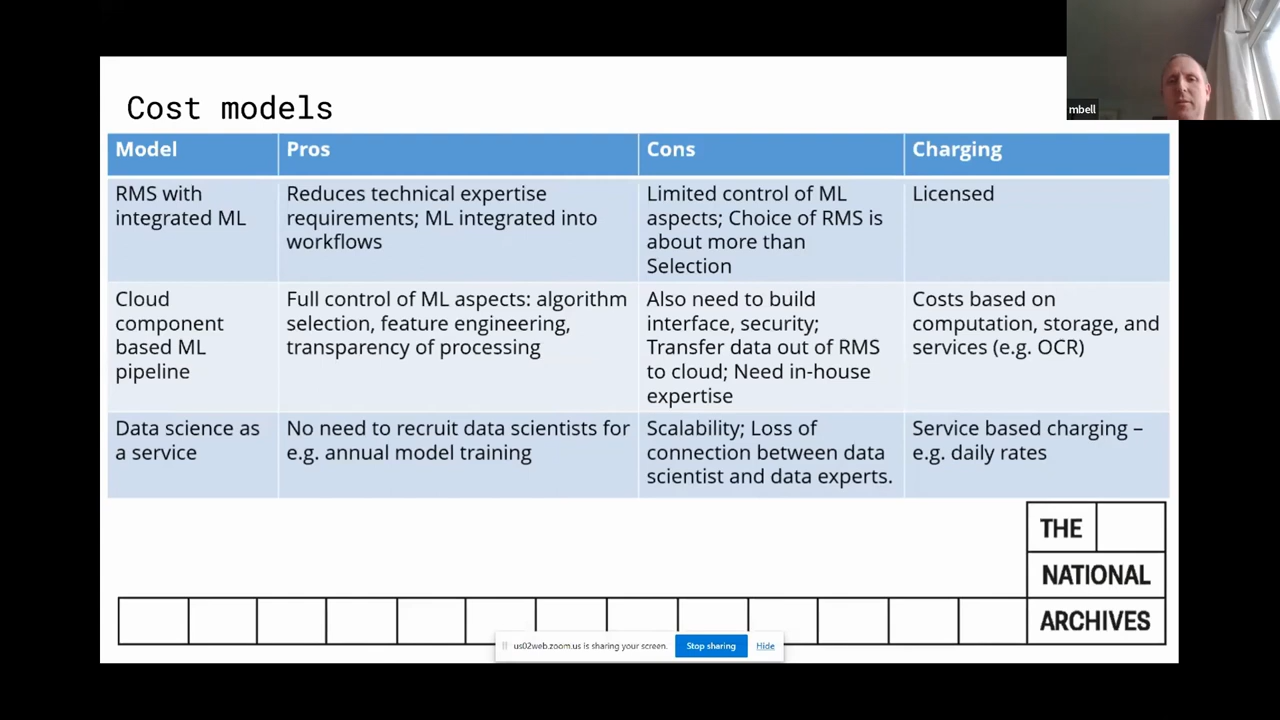 Cost models
mbell
Model
Pros
Cons
Charging
RMS with
integrated ML
Reduces technical expertise
requirements; ML integrated into
workflows
Limited control of ML
aspects; Choice of RMS is
about more than
Selection
Licensed
Cloud
component
based ML
pipeline
Full control of ML aspects: algorithm
selection, feature engineering,
transparency of processing
Also need to build
interface, security;
Transfer data out of RMS
to cloud; Need in-house
expertise
Costs based on
computation, storage, and
services (e.g. OCR)
Data science as
a service
No need to recruit data scientists for
e.g. annual model training
Scalability; Loss of
connection between data
scientist and data experts.
Service based charging –
e.g. daily rates
THE
NATIONAL
ARCHIVES
us02web.zoom.us is sharing your screen.
Stop sharing
Hide